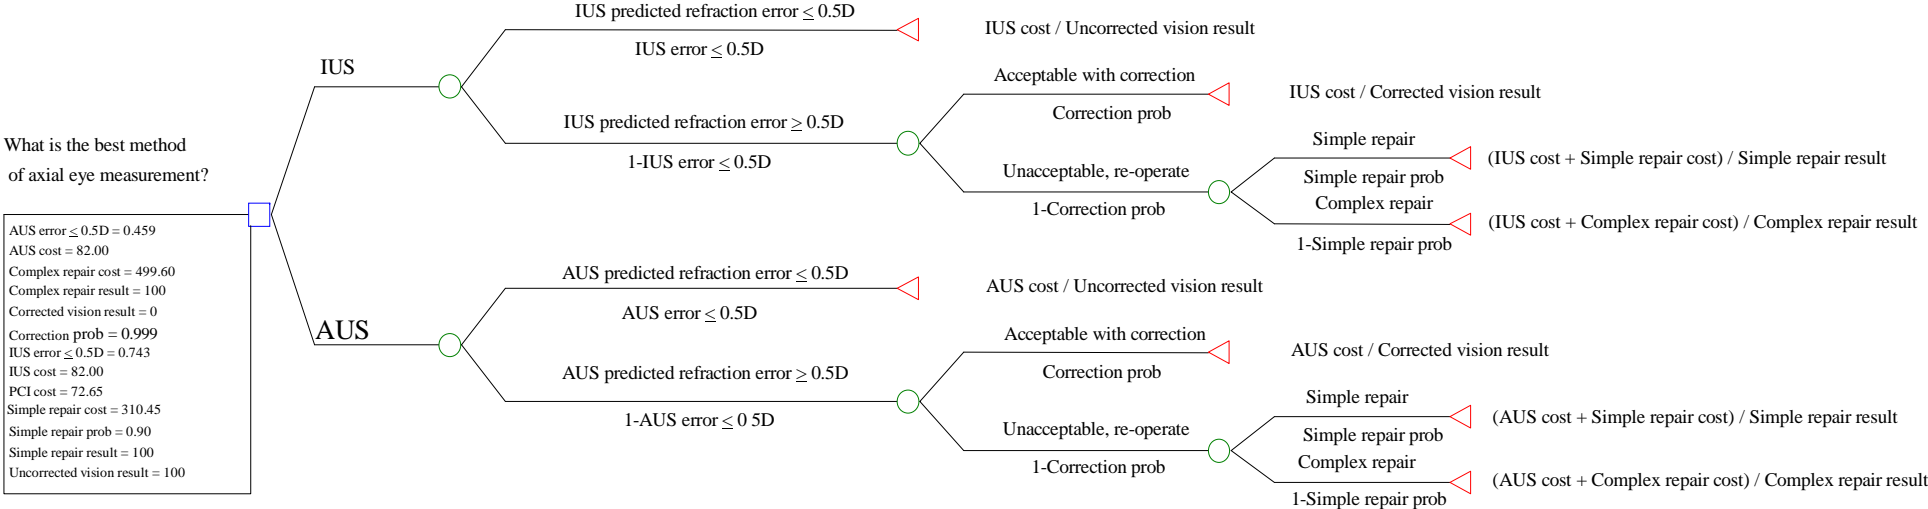 What is the best method
of axial eye measurement?
AUS error ≤ 0.5D = 0.459
AUS cost = 82.00
Complex repair cost = 499.60
Complex repair result = 100
Corrected vision result = 0
Correction prob = 0.999
IUS error ≤ 0.5D = 0.743
IUS cost = 82.00
PCI cost = 72.65
Simple repair cost = 310.45
Simple repair prob = 0.90
Simple repair result = 100
Uncorrected vision result = 100
IUS
IUS predicted refraction error ≤ 0.5D
IUS error ≤ 0.5D
IUS cost / Uncorrected vision result
IUS predicted refraction error ≥ 0.5D
1-IUS error ≤ 0.5D
Acceptable with correction
Correction prob
IUS cost / Corrected vision result
Unacceptable, re-operate
1-Correction prob
Simple repair
Simple repair prob
(IUS cost + Simple repair cost) / Simple repair result
Complex repair
1-Simple repair prob
(IUS cost + Complex repair cost) / Complex repair result
AUS
AUS predicted refraction error ≤ 0.5D
AUS error ≤ 0.5D
AUS cost / Uncorrected vision result
AUS predicted refraction error ≥ 0.5D
1-AUS error ≤ 0 5D
Acceptable with correction
Correction prob
AUS cost / Corrected vision result
Unacceptable, re-operate
1-Correction prob
Simple repair
Simple repair prob
(AUS cost + Simple repair cost) / Simple repair result
Complex repair
1-Simple repair prob
(AUS cost + Complex repair cost) / Complex repair result